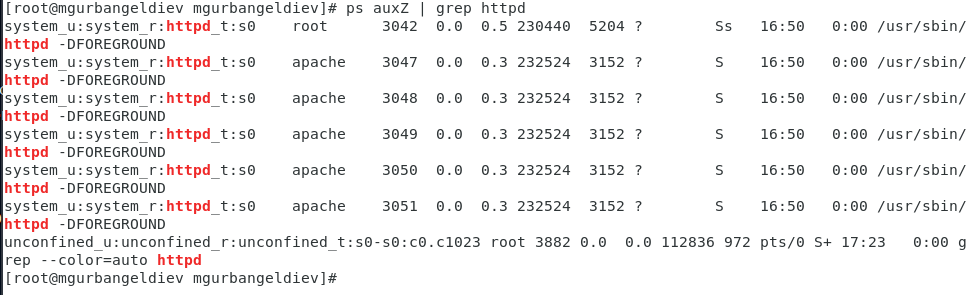 [root@mgurbangeldiev mgurbangeldiev]# ps auxZ | grep httpd
system_u:system_r:httpd_t:s0    root      3042  0.0  0.5 230440  5204 ?        Ss   16:50   0:00 /usr/sbin/
httpd -DFOREGROUND
system_u:system_r:httpd_t:s0    apache    3047  0.0  0.3 232524  3152 ?        S    16:50   0:00 /usr/sbin/
httpd -DFOREGROUND
system_u:system_r:httpd_t:s0    apache    3048  0.0  0.3 232524  3152 ?        S    16:50   0:00 /usr/sbin/
httpd -DFOREGROUND
system_u:system_r:httpd_t:s0    apache    3049  0.0  0.3 232524  3152 ?        S    16:50   0:00 /usr/sbin/
httpd -DFOREGROUND
system_u:system_r:httpd_t:s0    apache    3050  0.0  0.3 232524  3152 ?        S    16:50   0:00 /usr/sbin/
httpd -DFOREGROUND
system_u:system_r:httpd_t:s0    apache    3051  0.0  0.3 232524  3152 ?        S    16:50   0:00 /usr/sbin/
httpd -DFOREGROUND
unconfined_u:unconfined_r:unconfined_t:s0-s0:c0.c1023 root 3882 0.0  0.0 112836 972 pts/0 S+ 17:23   0:00 g
rep --color=auto httpd
[root@mgurbangeldiev mgurbangeldiev]#